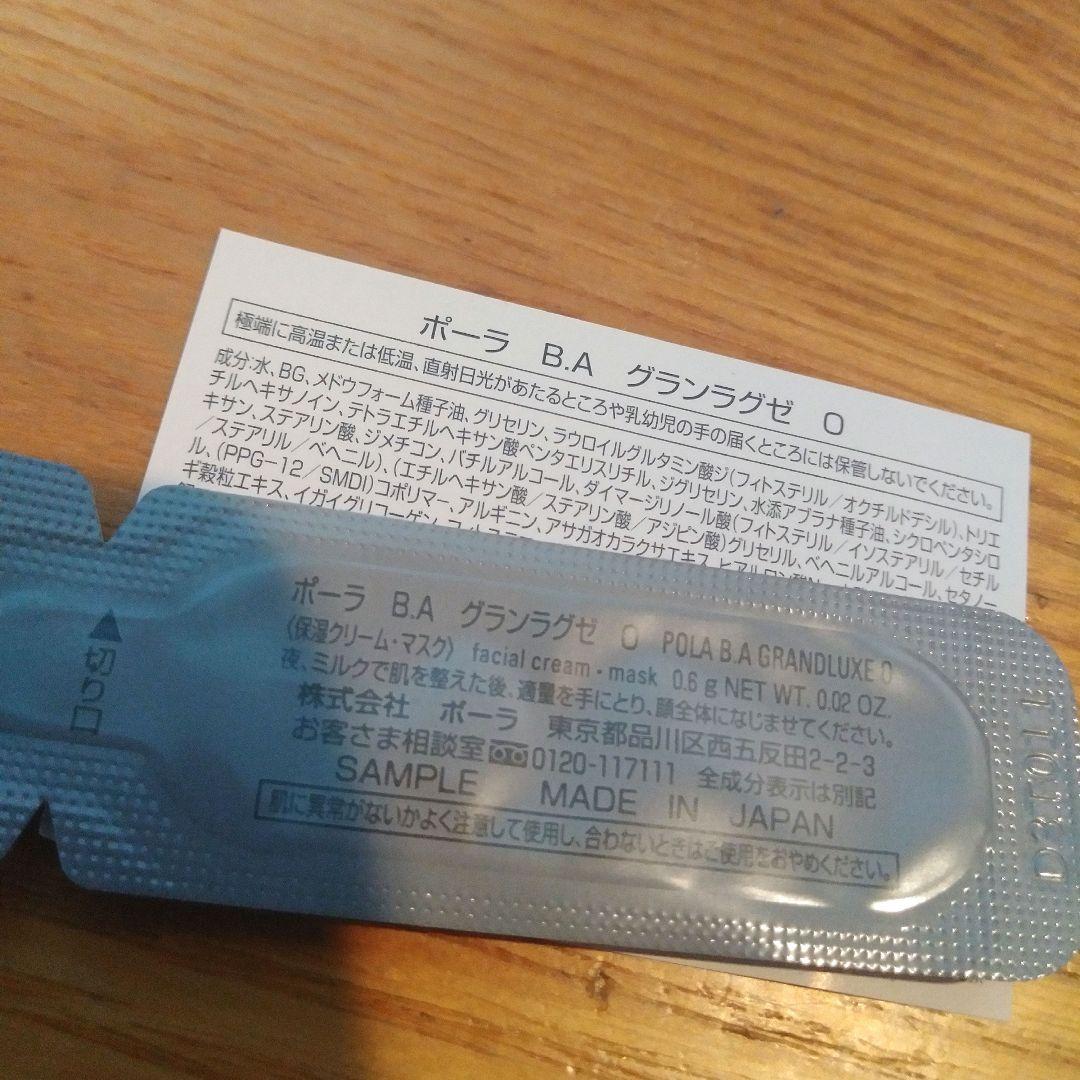 ポーラ B.A グランラグゼ O
極端に高温または低温、直射日光があたるところや乳幼児の手の届くところには保管しないでください。
成分:水、BG、メドウフォーム種子油、グリセリン、ラウロイルグルタミン酸ジ(フィトステリル/オクチルドデシル)、トリエ
チルヘキサノイン、テトラエチルヘキサン酸ペンタエリスリチル、ジグリセリン、水添アブラナ種子油、シクロペンタシロ
キサン、ステアリン酸、ジメチコン、バチルアルコール、ダイマージリノール酸(フィトステリル/イソステアリル/セチル
/ステアリル/ベヘニル)、(エチルヘキサン酸/ステアリン酸/アジピン酸)グリセリル、ベヘニルアルコール、セタノー
ル、(PPG-12/SMDI)コポリマー、アルギニン、アサガオカラクサエキス、ヒアルロン酸
ギ穀粒エキス、イガイグリコーゲン、
ポーラ B.A グランラグゼ O POLA B.A GRANDLUXE O
〈保湿クリーム・マスク〉 facial cream・mask 0.6 g NET WT. 0.02 OZ.
夜、ミルクで肌を整えた後、適量を手にとり、顔全体になじませてください。
株式会社 ポーラ 東京都品川区西五反田2-2-3
お客さま相談室 0120-117111 全成分表示は別記
SAMPLE MADE IN JAPAN
肌に異常がないかよく注意して使用し、合わないときはご使用をおやめください。
▲切り口